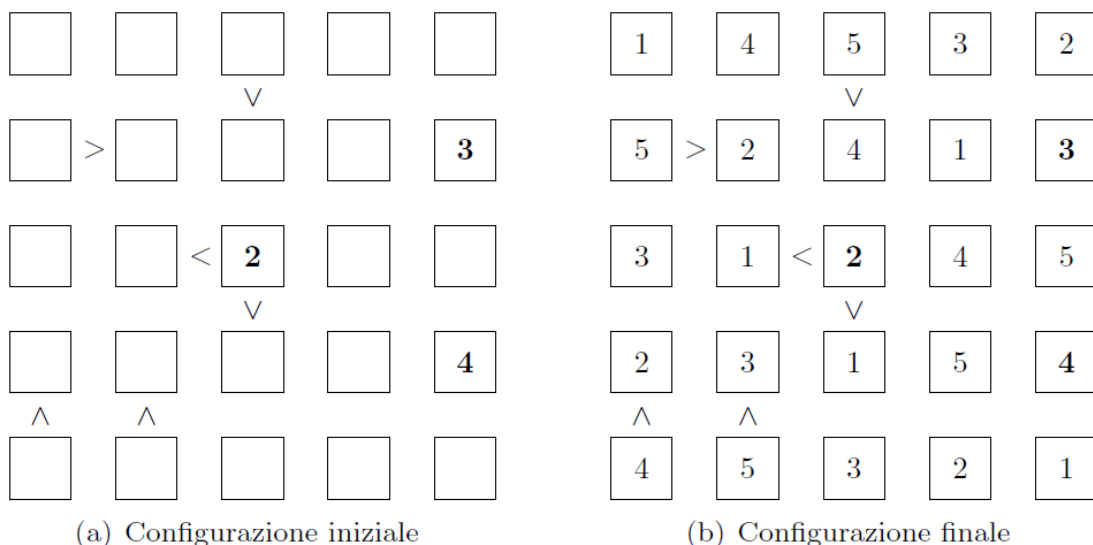 1 4 5 3 2
∨ ∨
> 3 5 > 2 4 1 3
< 2 3 1 < 2 4 5
∨ ∨
4 2 3 1 5 4
∧ ∧ ∧ ∧
4 5 3 2 1
(a) Configurazione iniziale (b) Configurazione finale